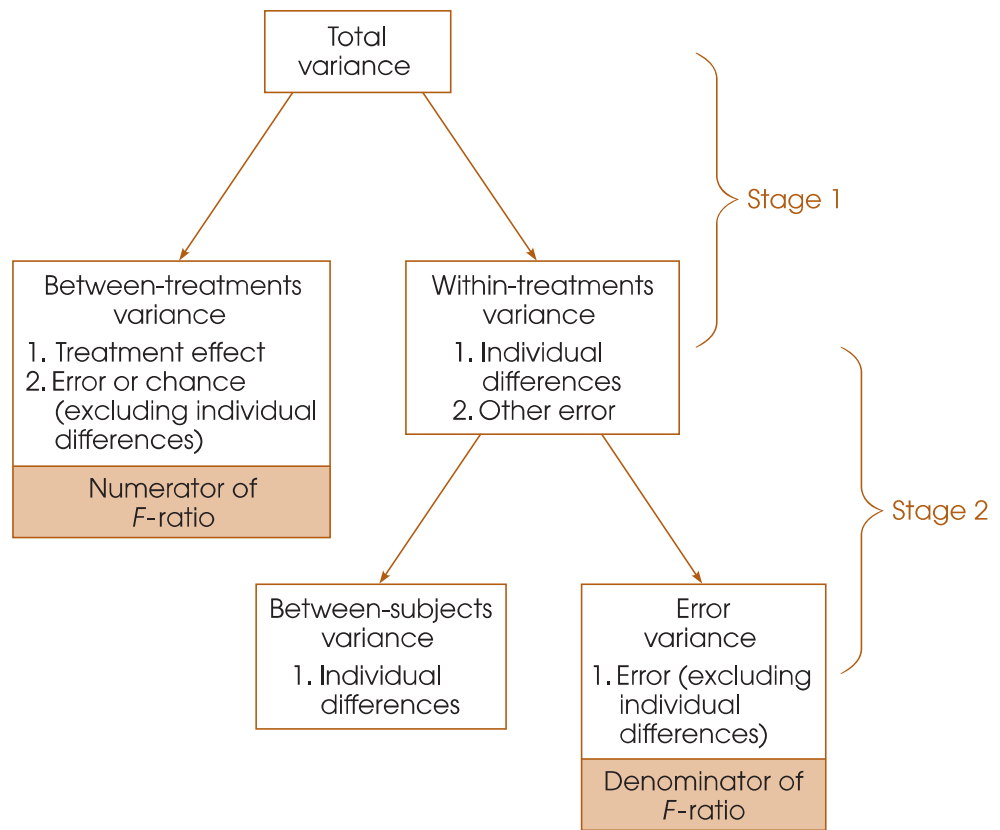 Total
variance
Stage 1
Between-treatments
variance
1. Treatment effect
2. Error or chance
(excluding individual
differences)
Numerator of
F-ratio
Within-treatments
variance
1. Individual
differences
2. Other error
Stage 2
Between-subjects
variance
1. Individual
differences
Error
variance
1. Error (excluding
individual
differences)
Denominator of
F-ratio